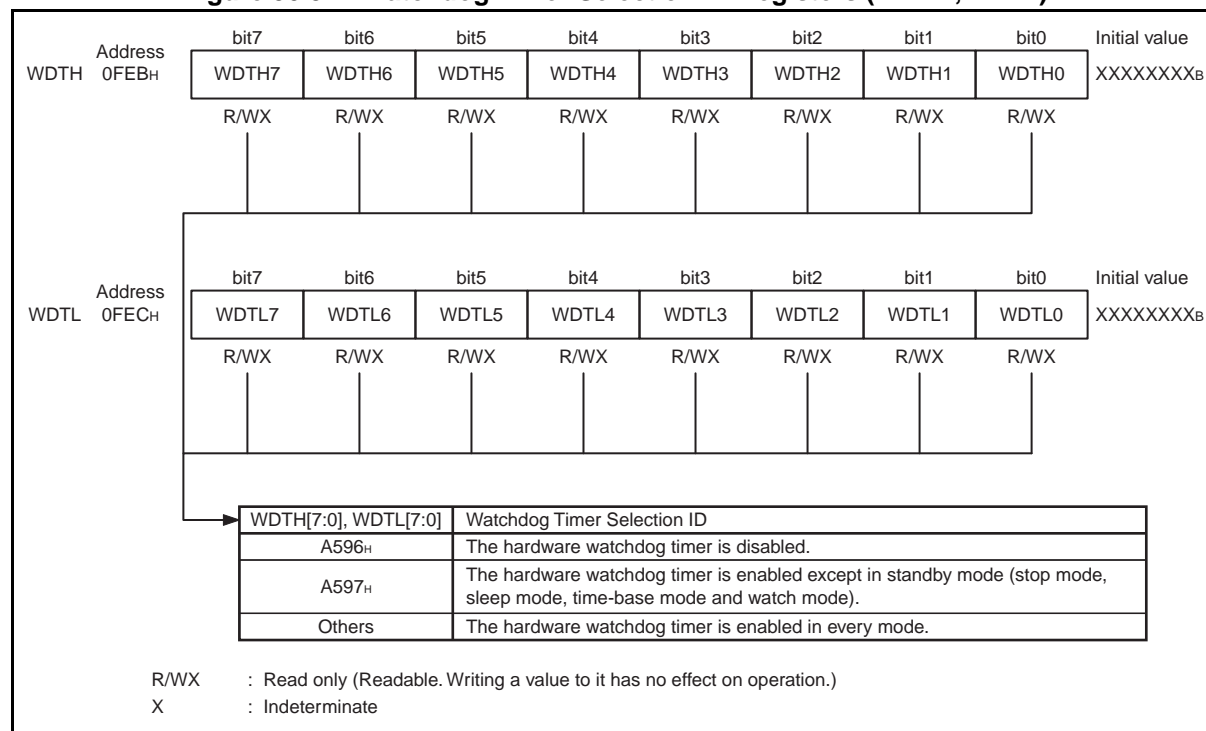 bit7 bit6 bit5 bit4 bit3 bit2 bit1 bit0 Initial value
Address
WDTH 0FEBH WDTH7 WDTH6 WDTH5 WDTH4 WDTH3 WDTH2 WDTH1 WDTH0 XXXXXXXXB
R/WX R/WX R/WX R/WX R/WX R/WX R/WX R/WX
bit7 bit6 bit5 bit4 bit3 bit2 bit1 bit0 Initial value
Address
WDTL 0FECH WDTL7 WDTL6 WDTL5 WDTL4 WDTL3 WDTL2 WDTL1 WDTL0 XXXXXXXXB
R/WX R/WX R/WX R/WX R/WX R/WX R/WX R/WX
WDTH[7:0], WDTL[7:0] Watchdog Timer Selection ID
A596H The hardware watchdog timer is disabled.
A597H The hardware watchdog timer is enabled except in standby mode (stop mode,
sleep mode, time-base mode and watch mode).
Others The hardware watchdog timer is enabled in every mode.
R/WX : Read only (Readable. Writing a value to it has no effect on operation.)
X : Indeterminate